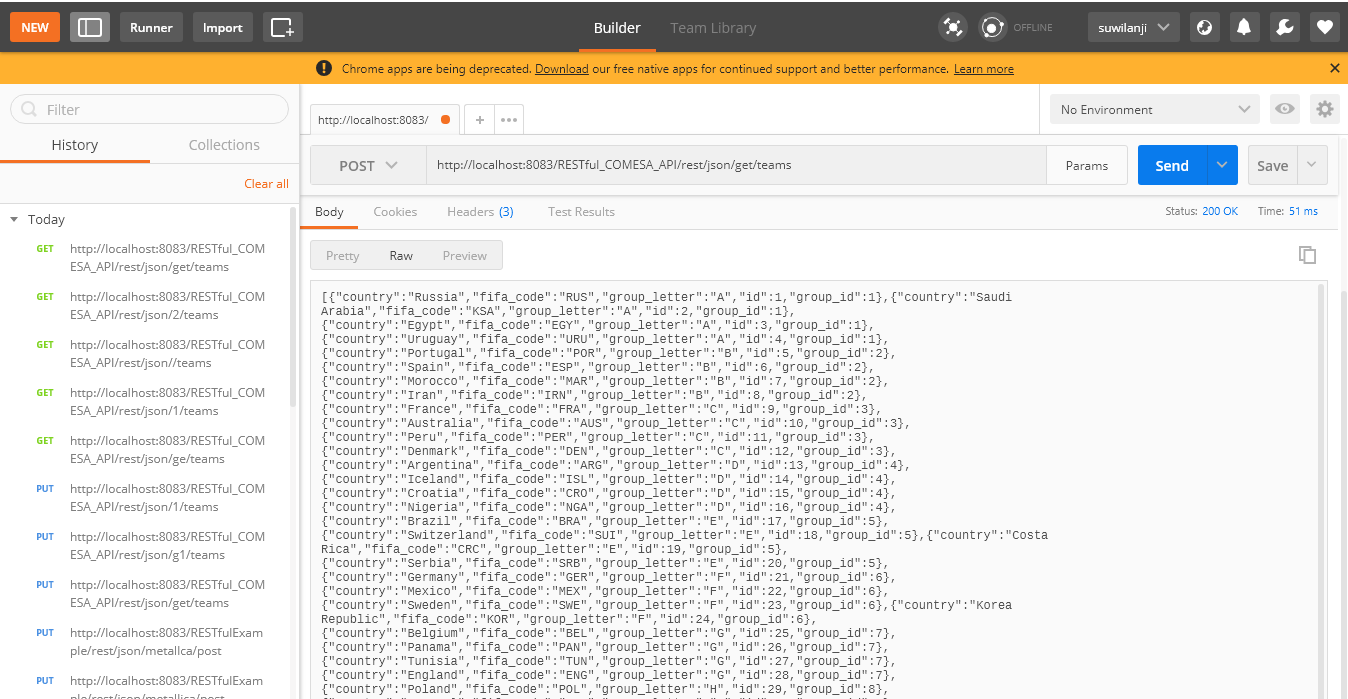 NEW Runner Import Builder Team Library OFFLINE suwilanji
Chrome apps are being deprecated. Download our free native apps for continued support and better performance. Learn more
Filter
History Collections
Clear all
Today
GET http://localhost:8083/RESTful_COM
ESA_API/rest/json/get/teams
GET http://localhost:8083/RESTful_COM
ESA_API/rest/json/2/teams
GET http://localhost:8083/RESTful_COM
ESA_API/rest/json//teams
GET http://localhost:8083/RESTful_COM
ESA_API/rest/json/1/teams
GET http://localhost:8083/RESTful_COM
ESA_API/rest/json/ge/teams
PUT http://localhost:8083/RESTful_COM
ESA_API/rest/json/1/teams
PUT http://localhost:8083/RESTful_COM
ESA_API/rest/json/g1/teams
PUT http://localhost:8083/RESTful_COM
ESA_API/rest/json/get/teams
PUT http://localhost:8083/RESTfulExam
ple/rest/json/metallca/post
PUT http://localhost:8083/RESTfulExam
ple/rest/json/metallica/post
http://localhost:8083/ + •••
No Environment
POST http://localhost:8083/RESTful_COMESA_API/rest/json/get/teams Params Send Save
Body Cookies Headers (3) Test Results Status: 200 OK Time: 51 ms
Pretty Raw Preview
[{"country":"Russia","fifa_code":"RUS","group_letter":"A","id":1,"group_id":1},{"country":"Saudi
Arabia","fifa_code":"KSA","group_letter":"A","id":2,"group_id":1},
{"country":"Egypt","fifa_code":"EGY","group_letter":"A","id":3,"group_id":1},
{"country":"Uruguay","fifa_code":"URU","group_letter":"A","id":4,"group_id":1},
{"country":"Portugal","fifa_code":"POR","group_letter":"B","id":5,"group_id":2},
{"country":"Spain","fifa_code":"ESP","group_letter":"B","id":6,"group_id":2},
{"country":"Morocco","fifa_code":"MAR","group_letter":"B","id":7,"group_id":2},
{"country":"Iran","fifa_code":"IRN","group_letter":"B","id":8,"group_id":2},
{"country":"France","fifa_code":"FRA","group_letter":"C","id":9,"group_id":3},
{"country":"Australia","fifa_code":"AUS","group_letter":"C","id":10,"group_id":3},
{"country":"Peru","fifa_code":"PER","group_letter":"C","id":11,"group_id":3},
{"country":"Denmark","fifa_code":"DEN","group_letter":"C","id":12,"group_id":3},
{"country":"Argentina","fifa_code":"ARG","group_letter":"D","id":13,"group_id":4},
{"country":"Iceland","fifa_code":"ISL","group_letter":"D","id":14,"group_id":4},
{"country":"Croatia","fifa_code":"CRO","group_letter":"D","id":15,"group_id":4},
{"country":"Nigeria","fifa_code":"NGA","group_letter":"D","id":16,"group_id":4},
{"country":"Brazil","fifa_code":"BRA","group_letter":"E","id":17,"group_id":5},
{"country":"Switzerland","fifa_code":"SUI","group_letter":"E","id":18,"group_id":5},{"country":"Costa
Rica","fifa_code":"CRC","group_letter":"E","id":19,"group_id":5},
{"country":"Serbia","fifa_code":"SRB","group_letter":"E","id":20,"group_id":5},
{"country":"Germany","fifa_code":"GER","group_letter":"F","id":21,"group_id":6},
{"country":"Mexico","fifa_code":"MEX","group_letter":"F","id":22,"group_id":6},
{"country":"Sweden","fifa_code":"SWE","group_letter":"F","id":23,"group_id":6},{"country":"Korea
Republic","fifa_code":"KOR","group_letter":"F","id":24,"group_id":6},
{"country":"Belgium","fifa_code":"BEL","group_letter":"G","id":25,"group_id":7},
{"country":"Panama","fifa_code":"PAN","group_letter":"G","id":26,"group_id":7},
{"country":"Tunisia","fifa_code":"TUN","group_letter":"G","id":27,"group_id":7},
{"country":"England","fifa_code":"ENG","group_letter":"G","id":28,"group_id":7},
{"country":"Poland","fifa_code":"POL","group_letter":"H","id":29,"group_id":8},